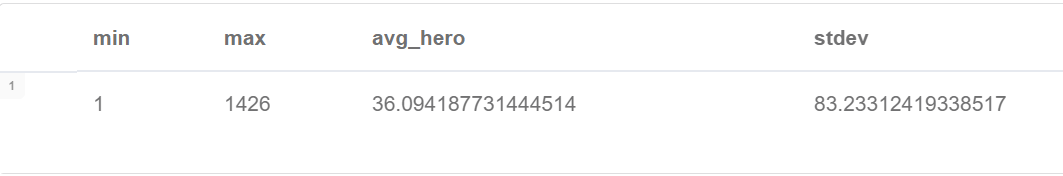 min max avg_hero stdev
1 1 1426 36.094187731444514 83.23312419338517